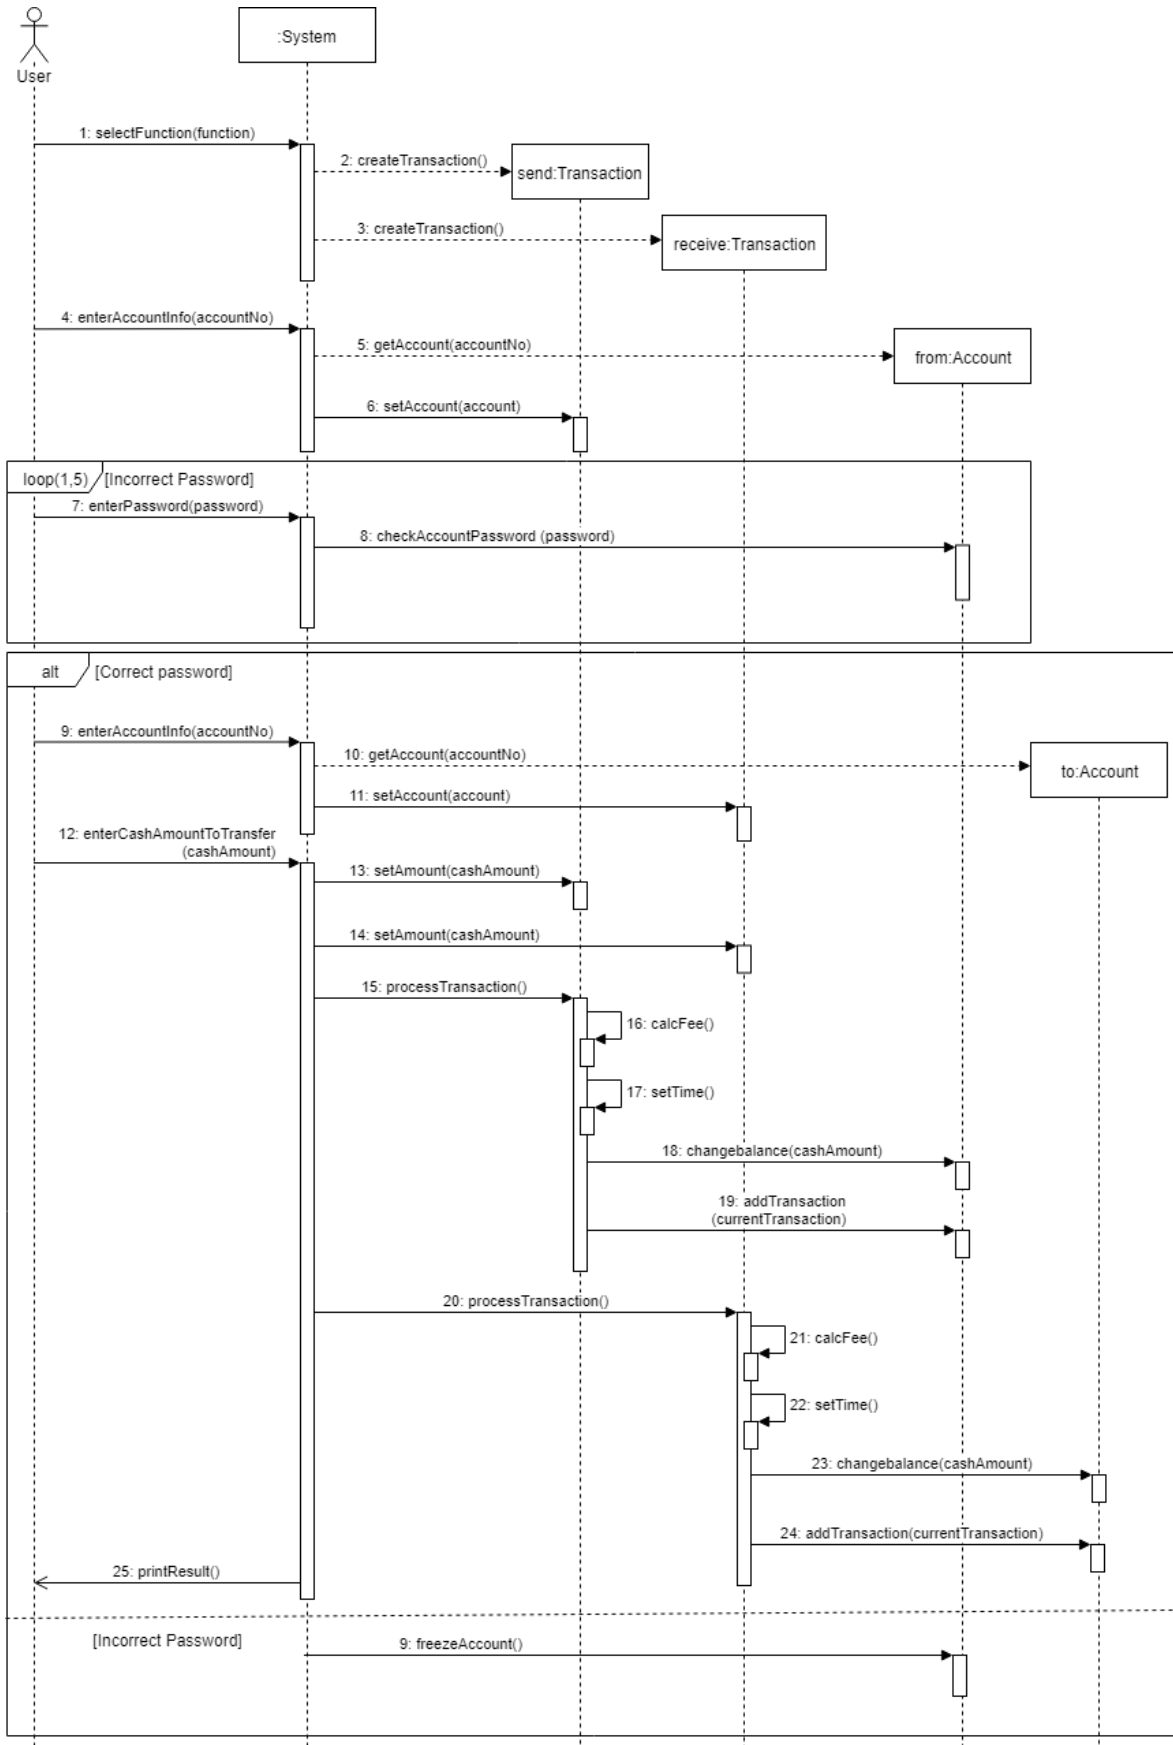 :System
User
1: selectFunction(function)
2: createTransaction()
send:Transaction
3: createTransaction()
receive:Transaction
4: enterAccountInfo(accountNo)
5: getAccount(accountNo)
from:Account
6: setAccount(account)
loop(1,5)
[Incorrect Password]
7: enterPassword(password)
8: checkAccountPassword (password)
alt
[Correct password]
9: enterAccountInfo(accountNo)
10: getAccount(accountNo)
to:Account
11: setAccount(account)
12: enterCashAmountToTransfer
(cashAmount)
13: setAmount(cashAmount)
14: setAmount(cashAmount)
15: processTransaction()
16: calcFee()
17: setTime()
18: changebalance(cashAmount)
19: addTransaction
(currentTransaction)
20: processTransaction()
21: calcFee()
22: setTime()
23: changebalance(cashAmount)
24: addTransaction(currentTransaction)
25: printResult()
[Incorrect Password]
9: freezeAccount()